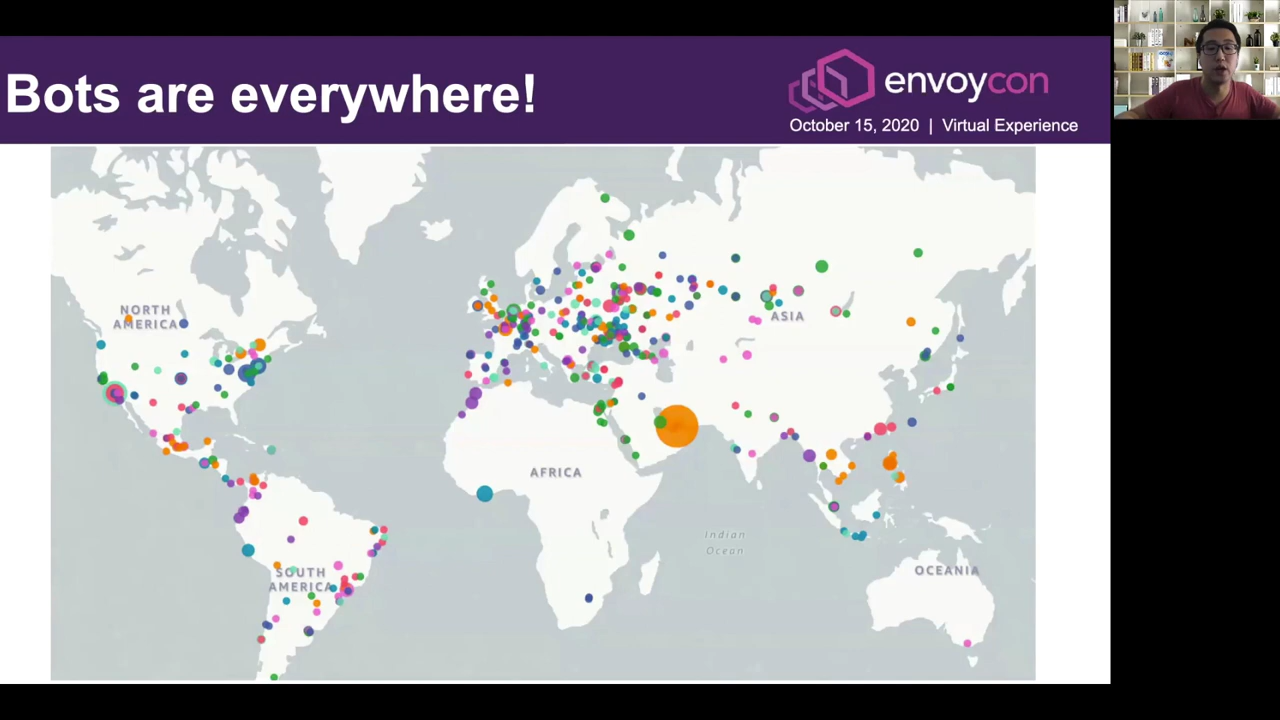 Bots are everywhere!
envoycon
October 15, 2020 | Virtual Experience
NORTH
AMERICA
ASIA
AFRICA
Indian
Ocean
SOUTH
AMERICA
OCEANIA